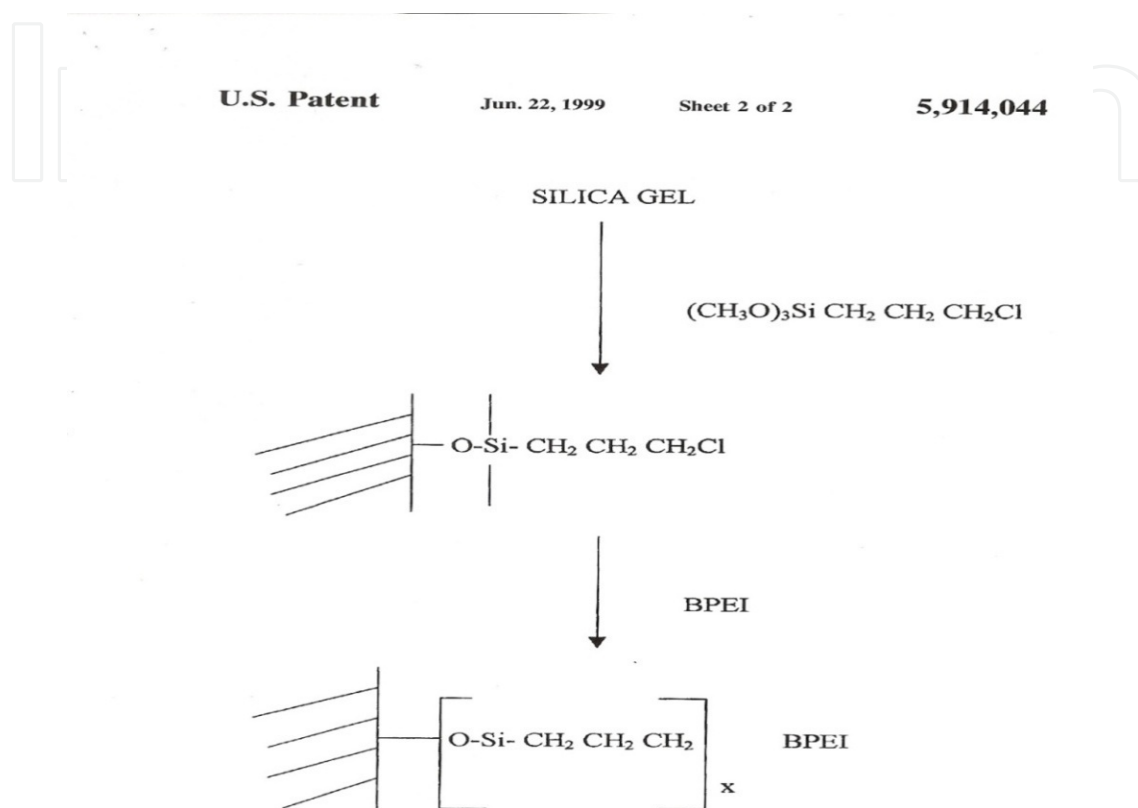 U.S. Patent Jun. 22, 1999 Sheet 2 of 2 5,914,044
SILICA GEL
(CH₃O)₃Si CH₂ CH₂ CH₂Cl
O-Si- CH₂ CH₂ CH₂Cl
BPEI
O-Si- CH₂ CH₂ CH₂ BPEI
x